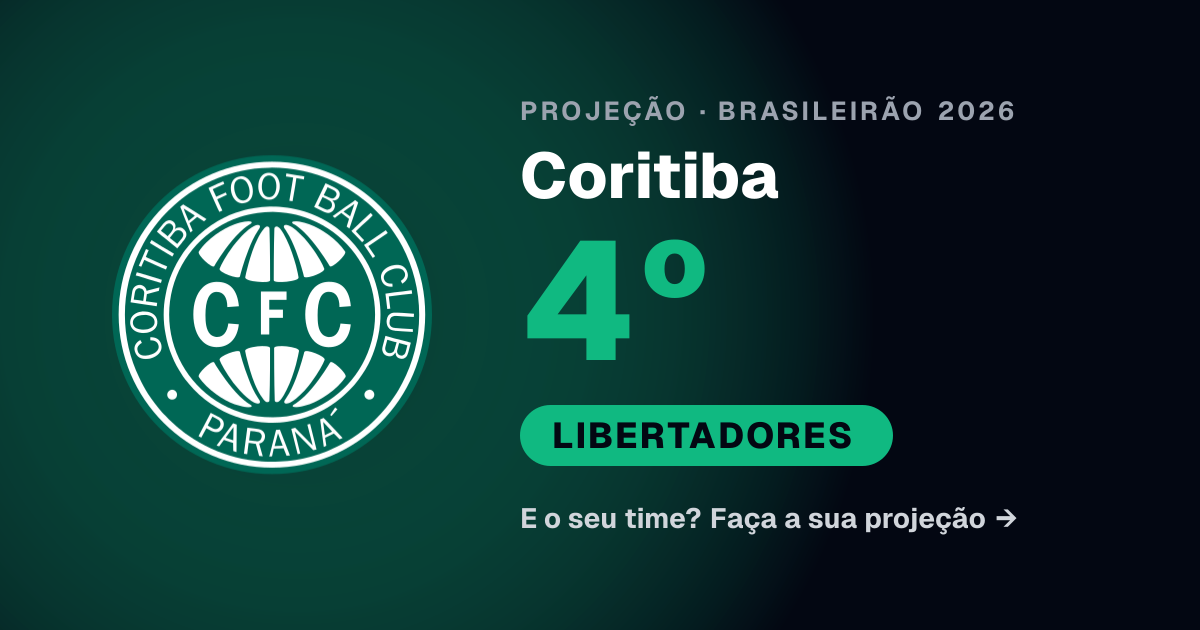 CORITIBA FOOT BALL CLUB
CFC
PARANÁ
PROJEÇÃO · BRASILEIRÃO 2026
Coritiba
4º
LIBERTADORES
E o seu time? Faça a sua projeção →